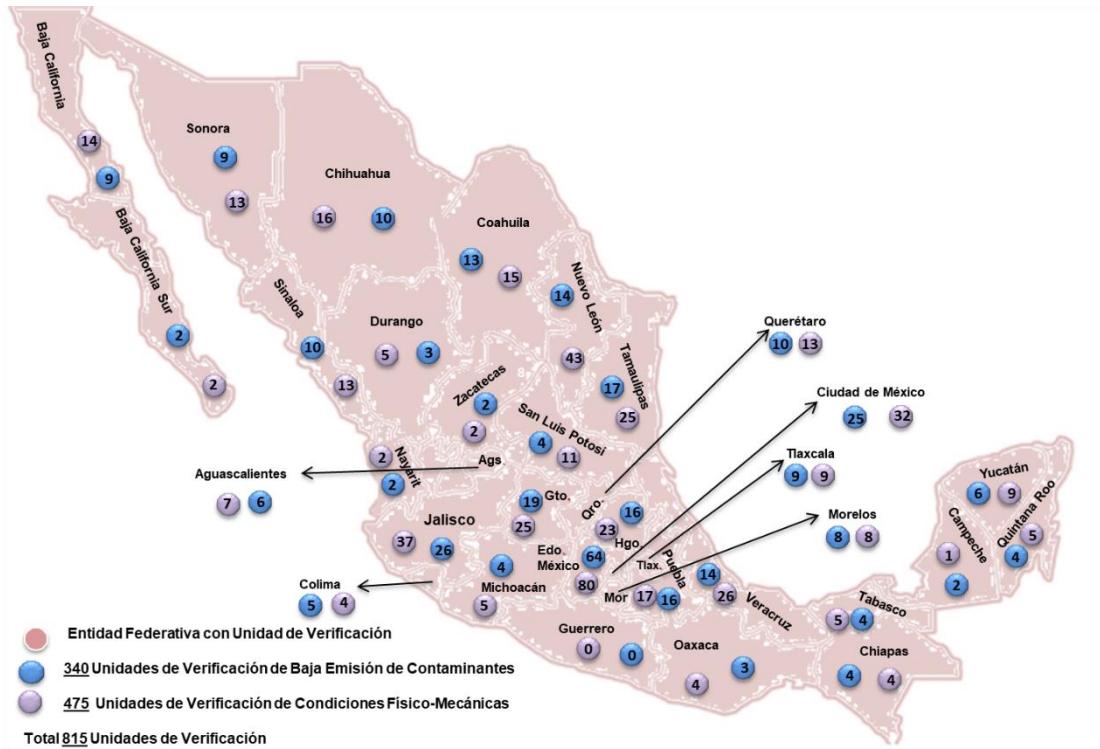 Baja California
14
9
Baja California Sur
2
2
Sonora
9
13
Chihuahua
16
10
Coahuila
13
15
Nuevo León
14
43
Tamaulipas
17
25
Sinaloa
10
13
Durango
5
3
Zacatecas
2
2
San Luis Potosí
4
11
Nayarit
2
2
Ags.
Aguascalientes
7
6
Jalisco
37
26
Colima
5
4
Gto.
19
25
Michoacán
4
5
Qro.
Querétaro
10
13
Hgo.
16
23
Edo.
México
64
80
Ciudad de México
25
32
Tlax.
Tlaxcala
9
9
Mor
Morelos
8
8
Puebla
17
16
Veracruz
14
26
Guerrero
0
0
Oaxaca
4
3
Tabasco
5
4
Chiapas
4
4
Campeche
1
2
Yucatán
6
9
Quintana Roo
5
4
Entidad Federativa con Unidad de Verificación
340 Unidades de Verificación de Baja Emisión de Contaminantes
475 Unidades de Verificación de Condiciones Físico-Mecánicas
Total 815 Unidades de Verificación